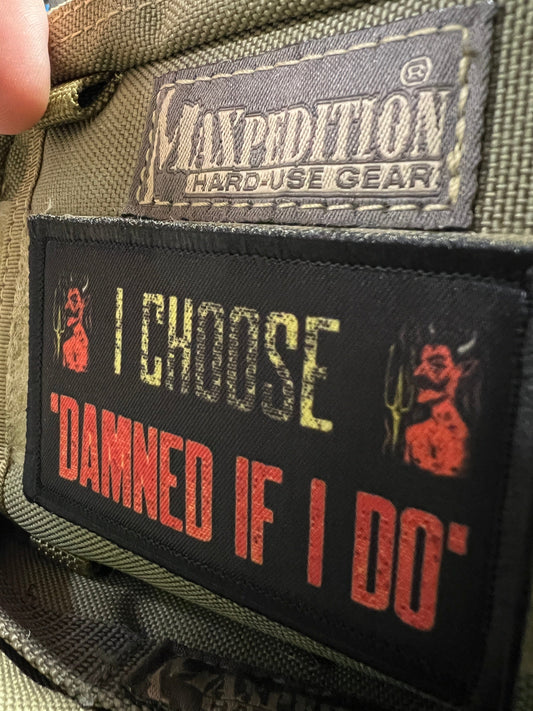 MAXPEDITION®
HARD-USE GEAR
I CHOOSE
"DAMNED IF I DO"